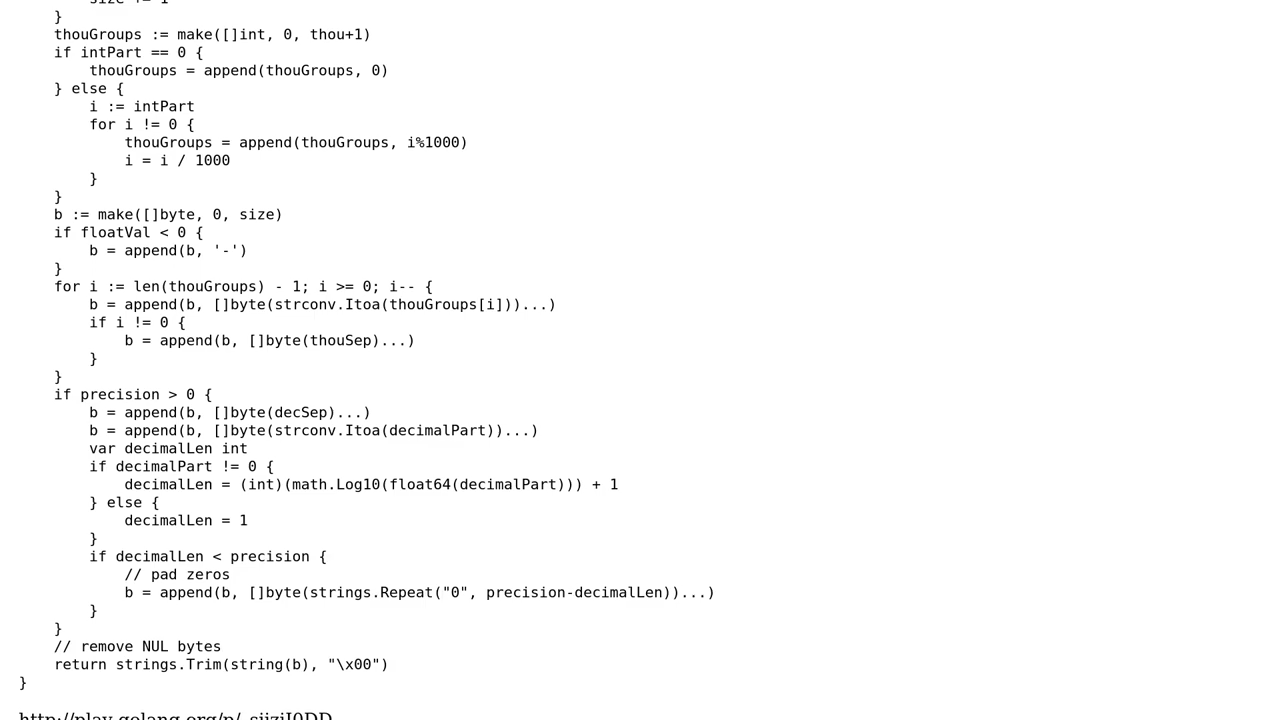 size += 1
    }
    thouGroups := make([]int, 0, thou+1)
    if intPart == 0 {
        thouGroups = append(thouGroups, 0)
    } else {
        i := intPart
        for i != 0 {
            thouGroups = append(thouGroups, i%1000)
            i = i / 1000
        }
    }
    b := make([]byte, 0, size)
    if floatVal < 0 {
        b = append(b, '-')
    }
    for i := len(thouGroups) - 1; i >= 0; i-- {
        b = append(b, []byte(strconv.Itoa(thouGroups[i]))...)
        if i != 0 {
            b = append(b, []byte(thouSep)...)
        }
    }
    if precision > 0 {
        b = append(b, []byte(decSep)...)
        b = append(b, []byte(strconv.Itoa(decimalPart))...)
        var decimalLen int
        if decimalPart != 0 {
            decimalLen = (int)(math.Log10(float64(decimalPart))) + 1
        } else {
            decimalLen = 1
        }
        if decimalLen < precision {
            // pad zeros
            b = append(b, []byte(strings.Repeat("0", precision-decimalLen))...)
        }
    }
    // remove NUL bytes
    return strings.Trim(string(b), "\x00")
}